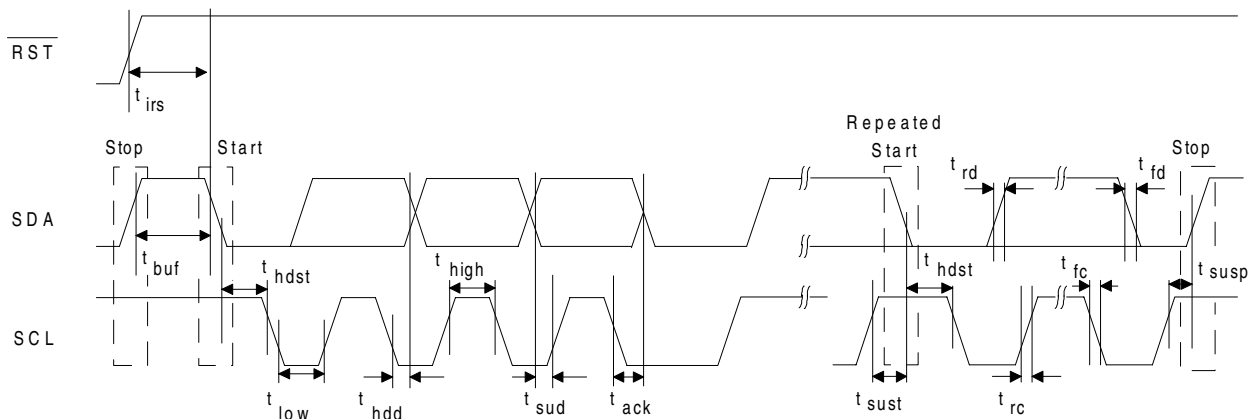 RST
t irs
Repeated
Stop Start Start Stop
t rd t fd
SDA
t buf t hdst t high t hdst t fc t susp
SCL
t low t hdd t sud t ack t sust t rc